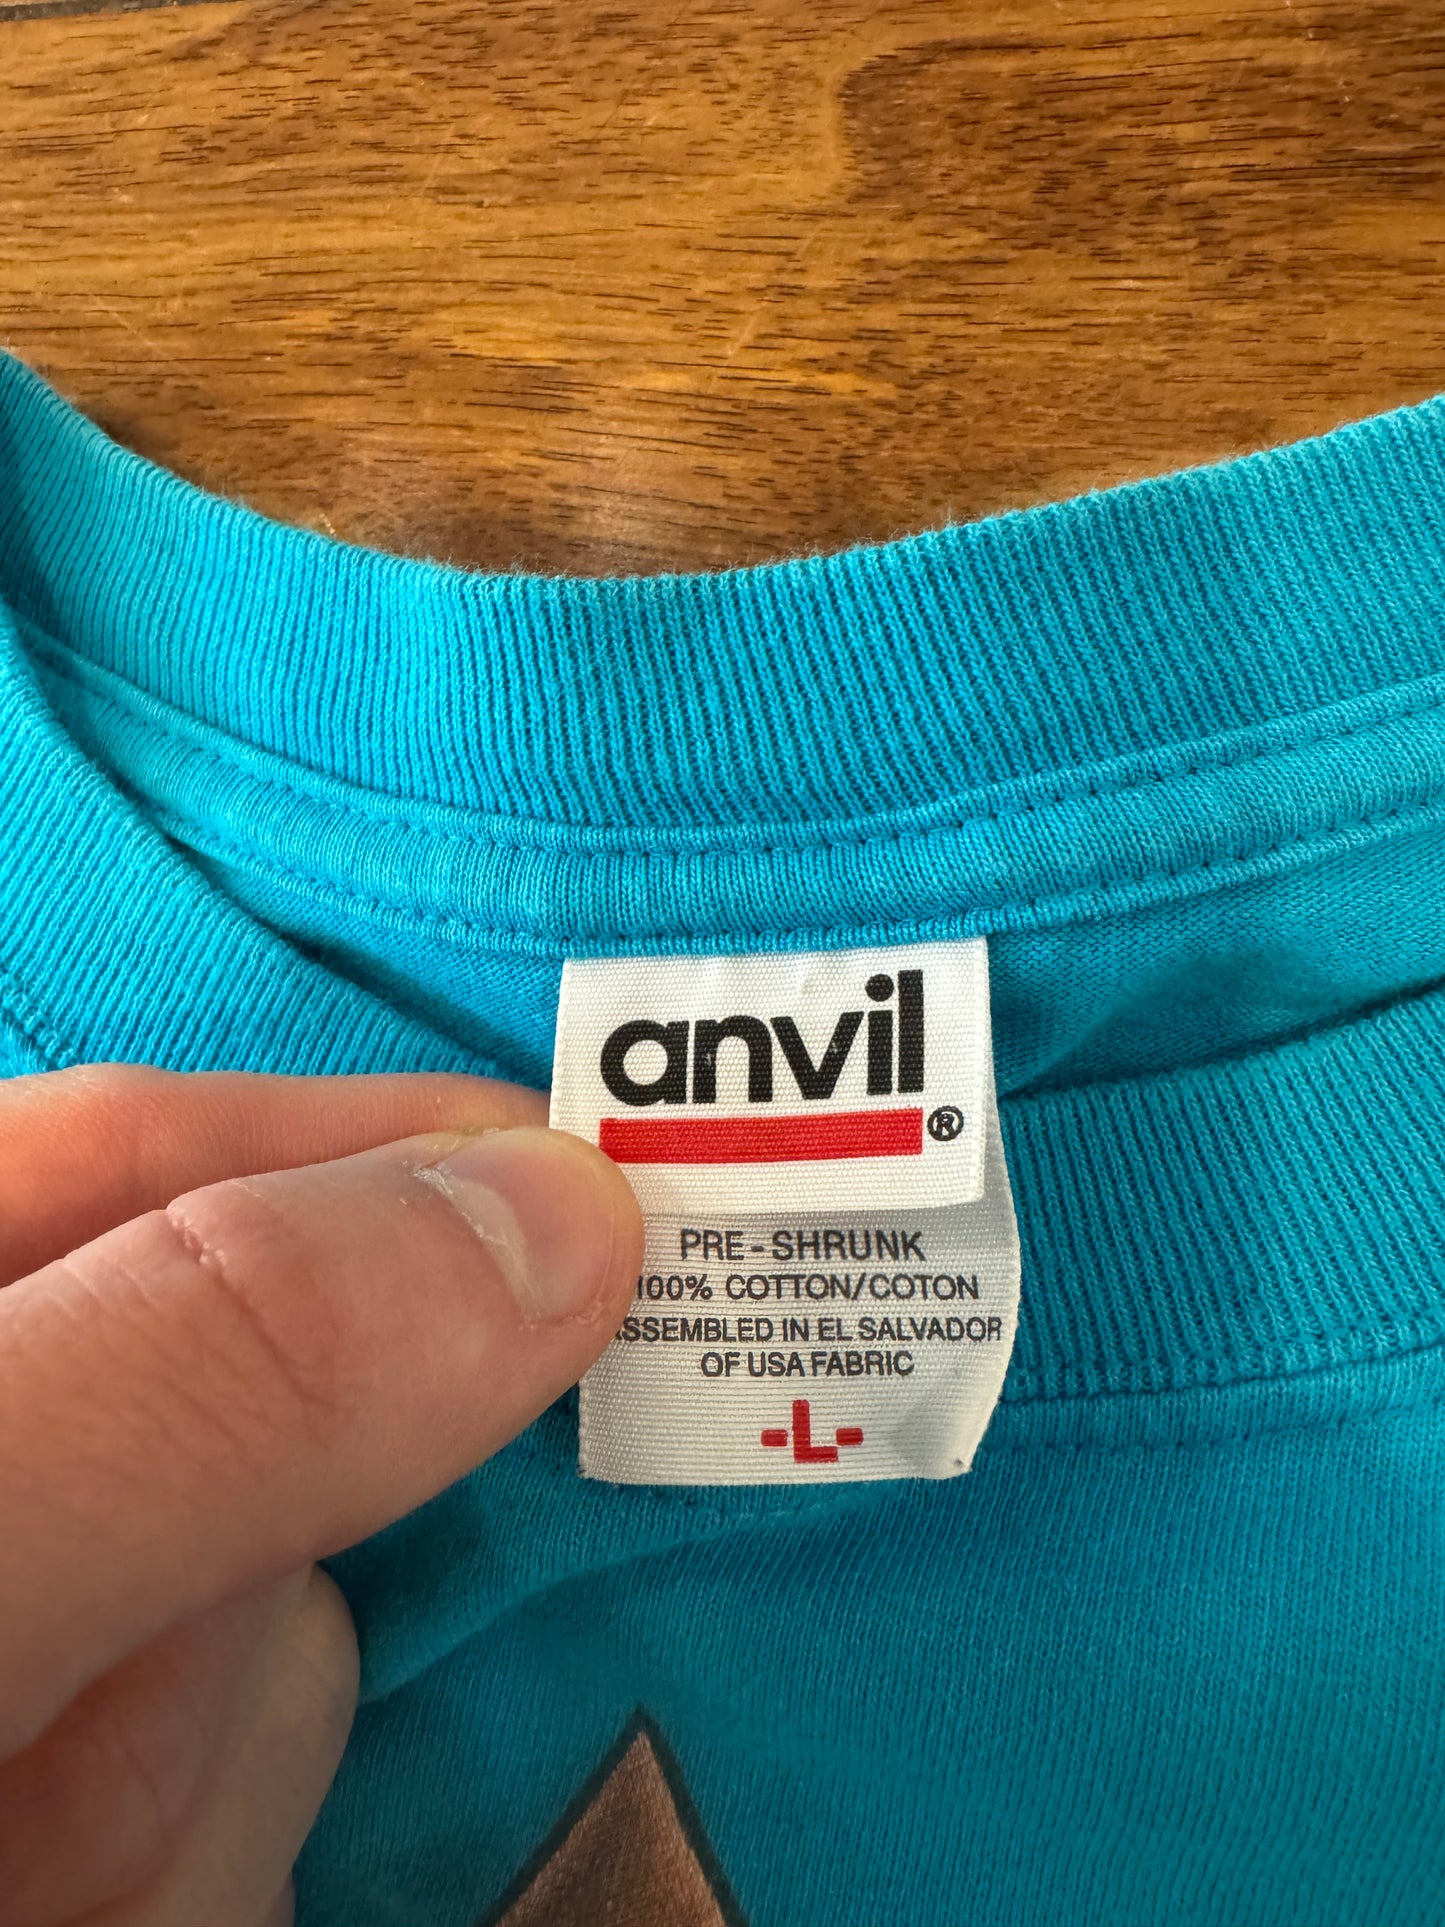 anvil®
PRE-SHRUNK
100% COTTON/COTON
ASSEMBLED IN EL SALVADOR
OF USA FABRIC
-L-